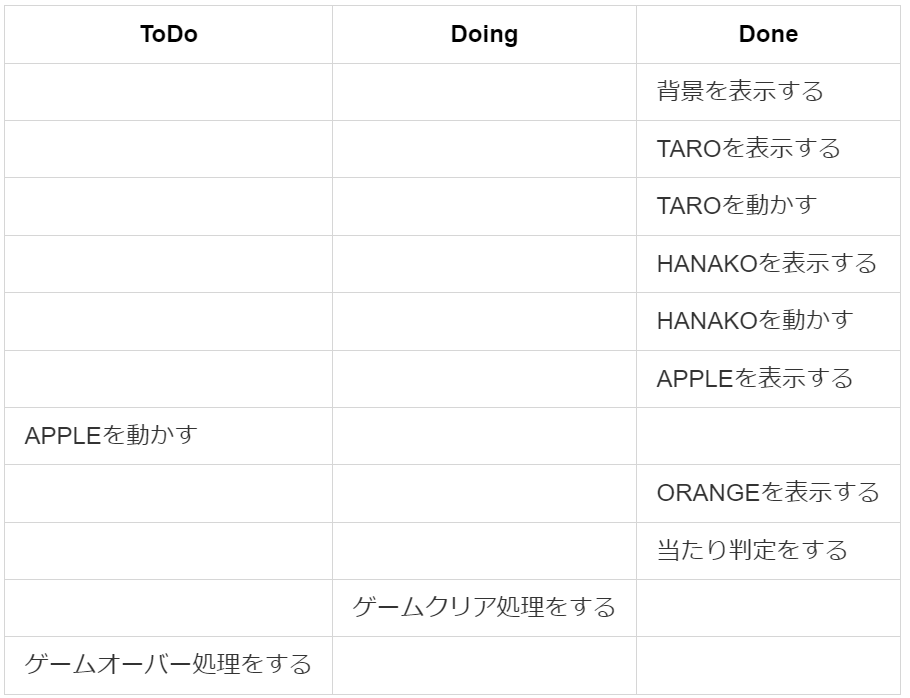 ToDo Doing Done
背景を表示する
TAROを表示する
TAROを動かす
HANAKOを表示する
HANAKOを動かす
APPLEを表示する
APPLEを動かす
ORANGEを表示する
当たり判定をする
ゲームクリア処理をする
ゲームオーバー処理をする